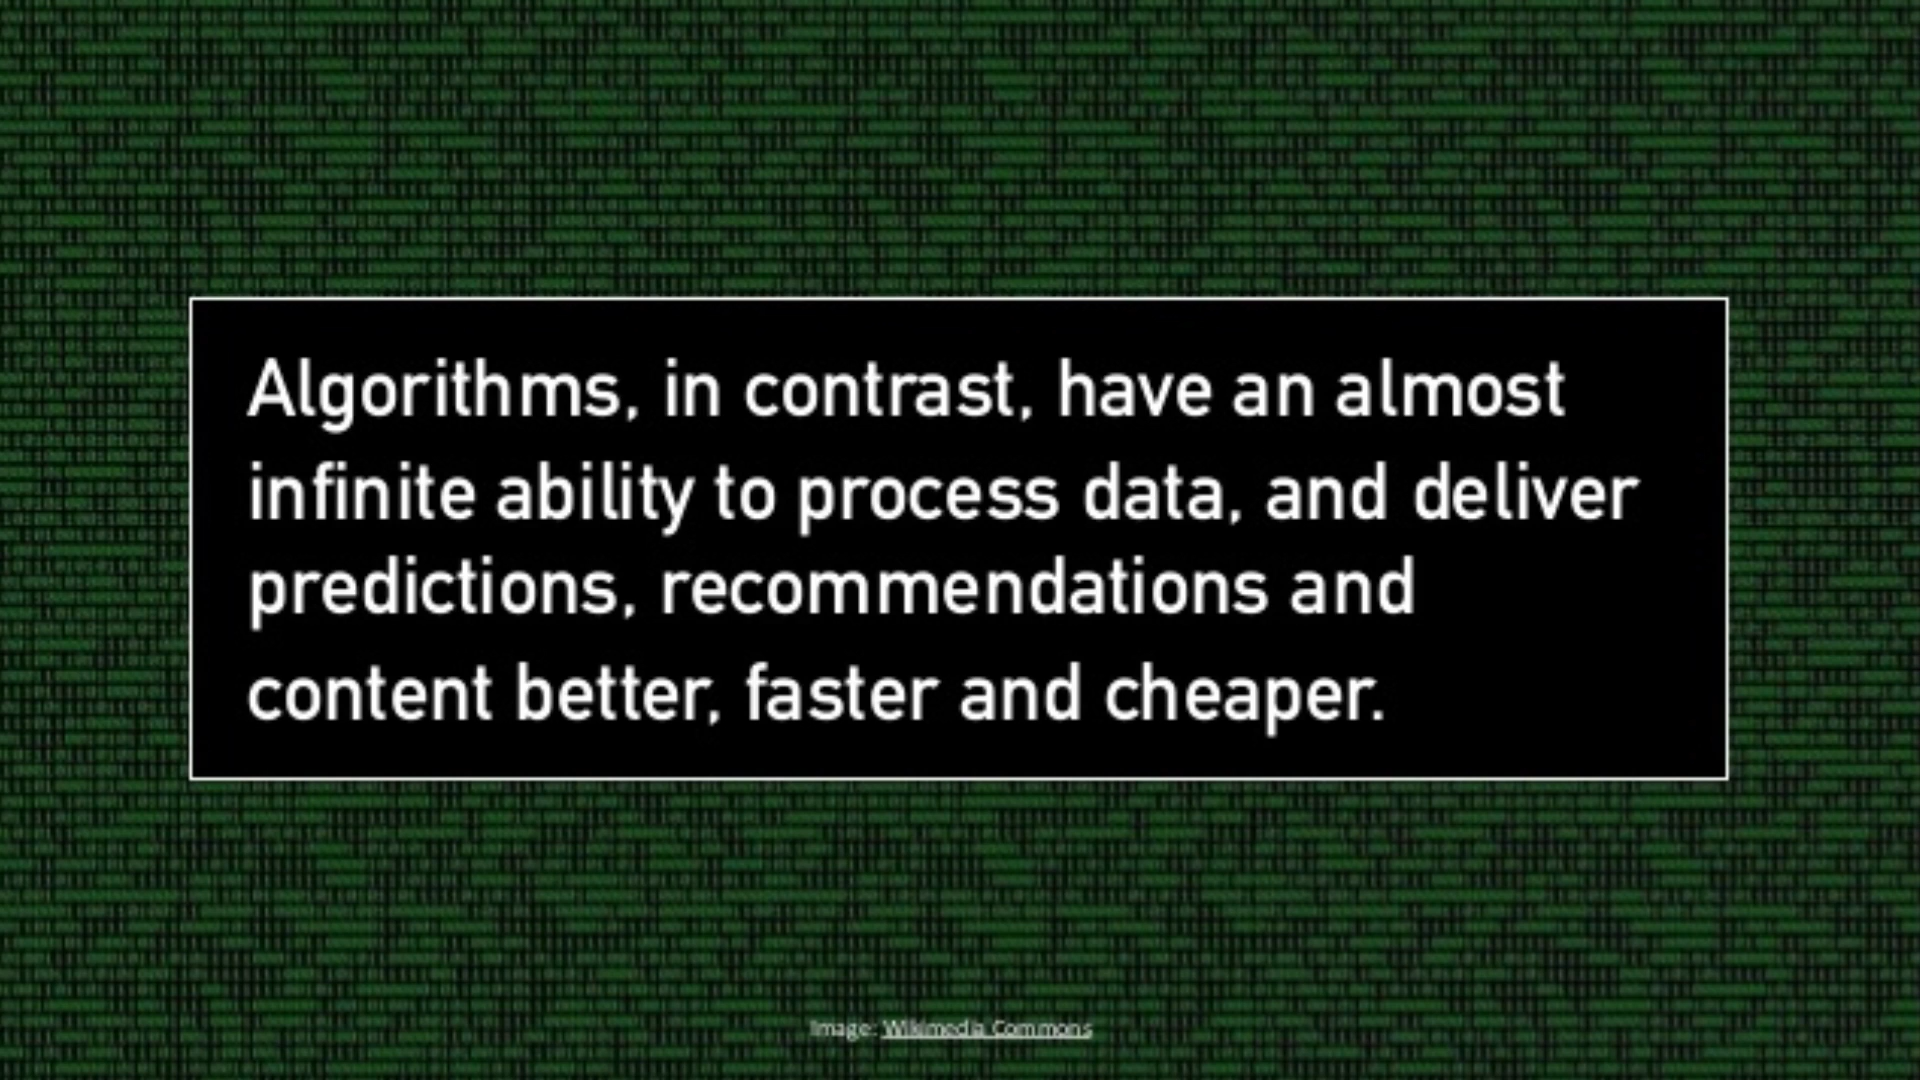 Algorithms, in contrast, have an almost
infinite ability to process data, and deliver
predictions, recommendations and
content better, faster and cheaper.
Image: Wikimedia Commons